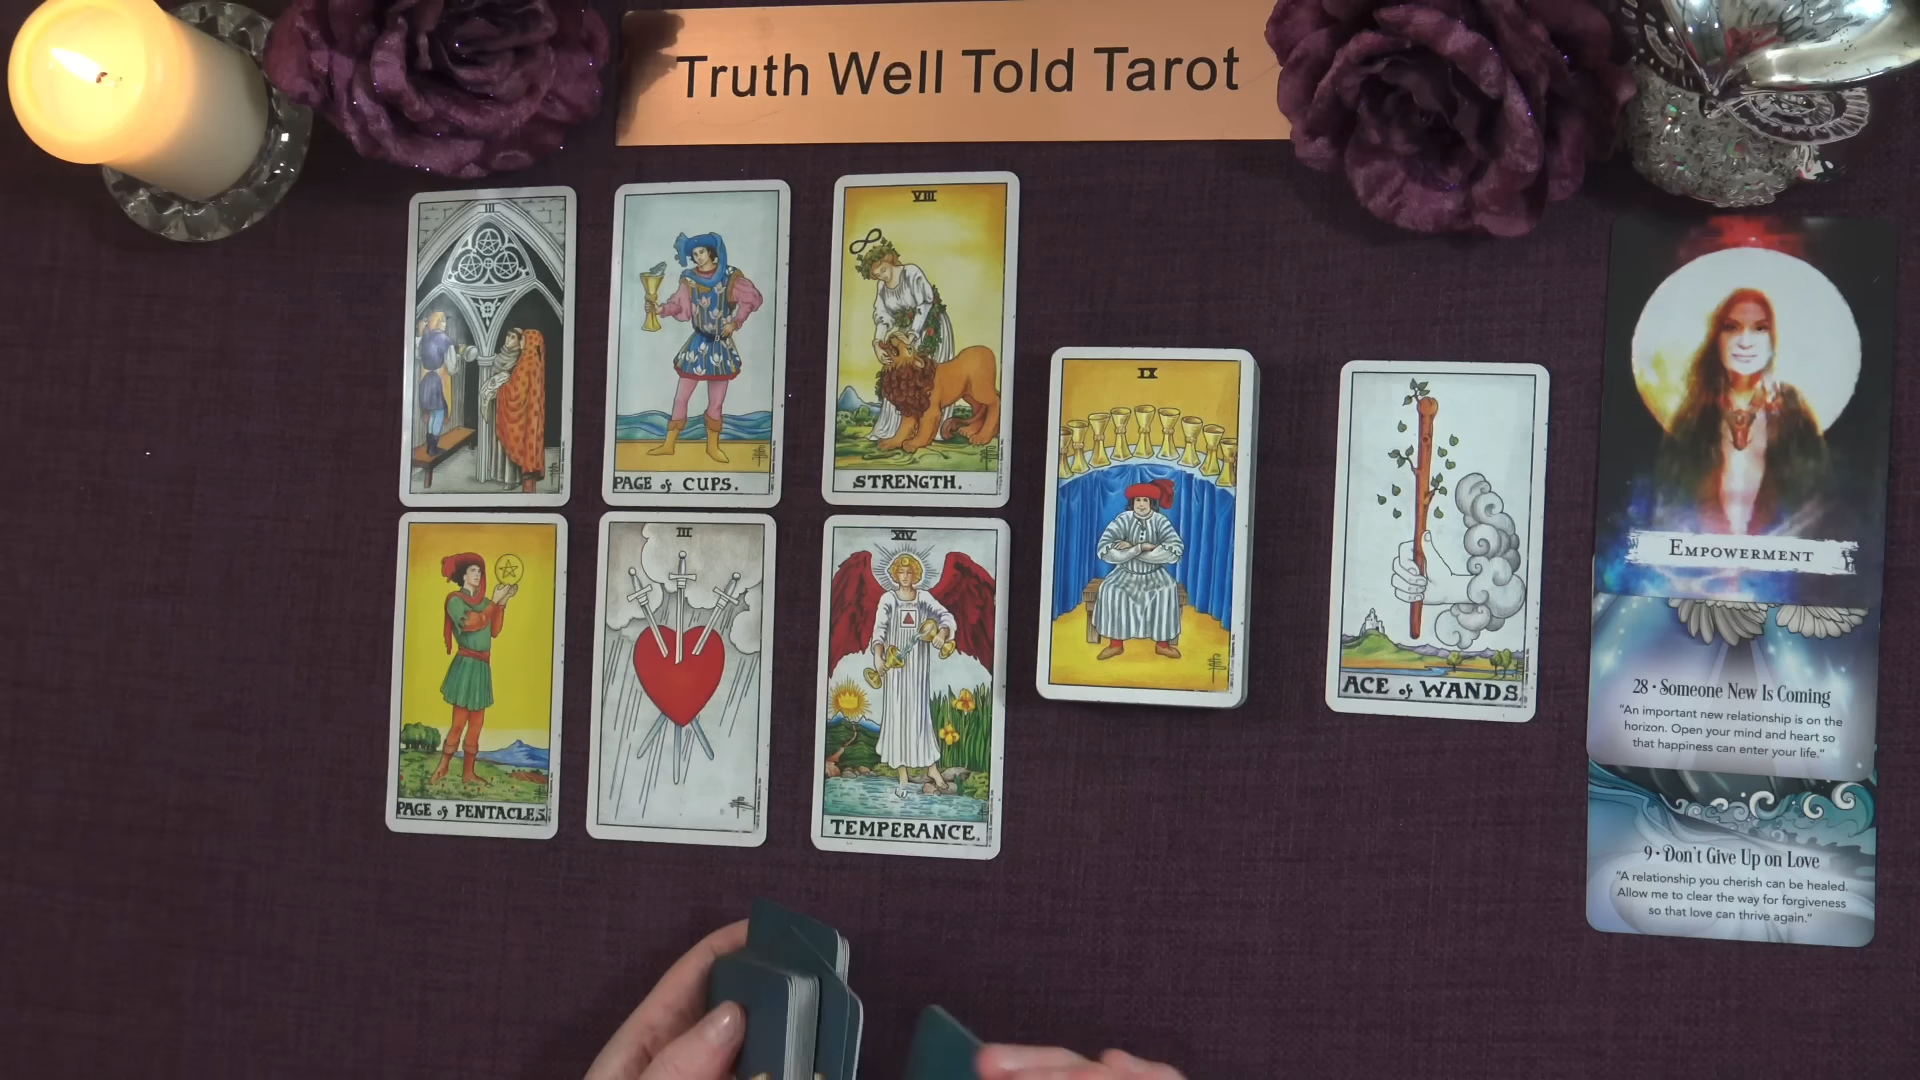 Truth Well Told Tarot
III
PAGE of CUPS.
VIII
STRENGTH.
IX
ACE of WANDS.
PAGE of PENTACLES.
III
XIV
TEMPERANCE.
EMPOWERMENT
28 • Someone New Is Coming
"An important new relationship is on the
horizon. Open your mind and heart so
that happiness can enter your life."
9 • Don't Give Up on Love
"A relationship you cherish can be healed.
Allow me to clear the way for forgiveness
so that love can thrive again."